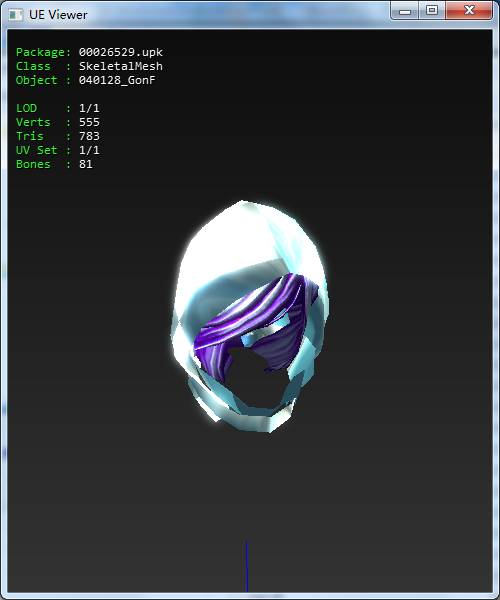 UE Viewer
Package: 00026529.upk
Class : SkeletalMesh
Object : 040128_GonF
LOD : 1/1
Verts : 555
Tris : 783
UV Set : 1/1
Bones : 81